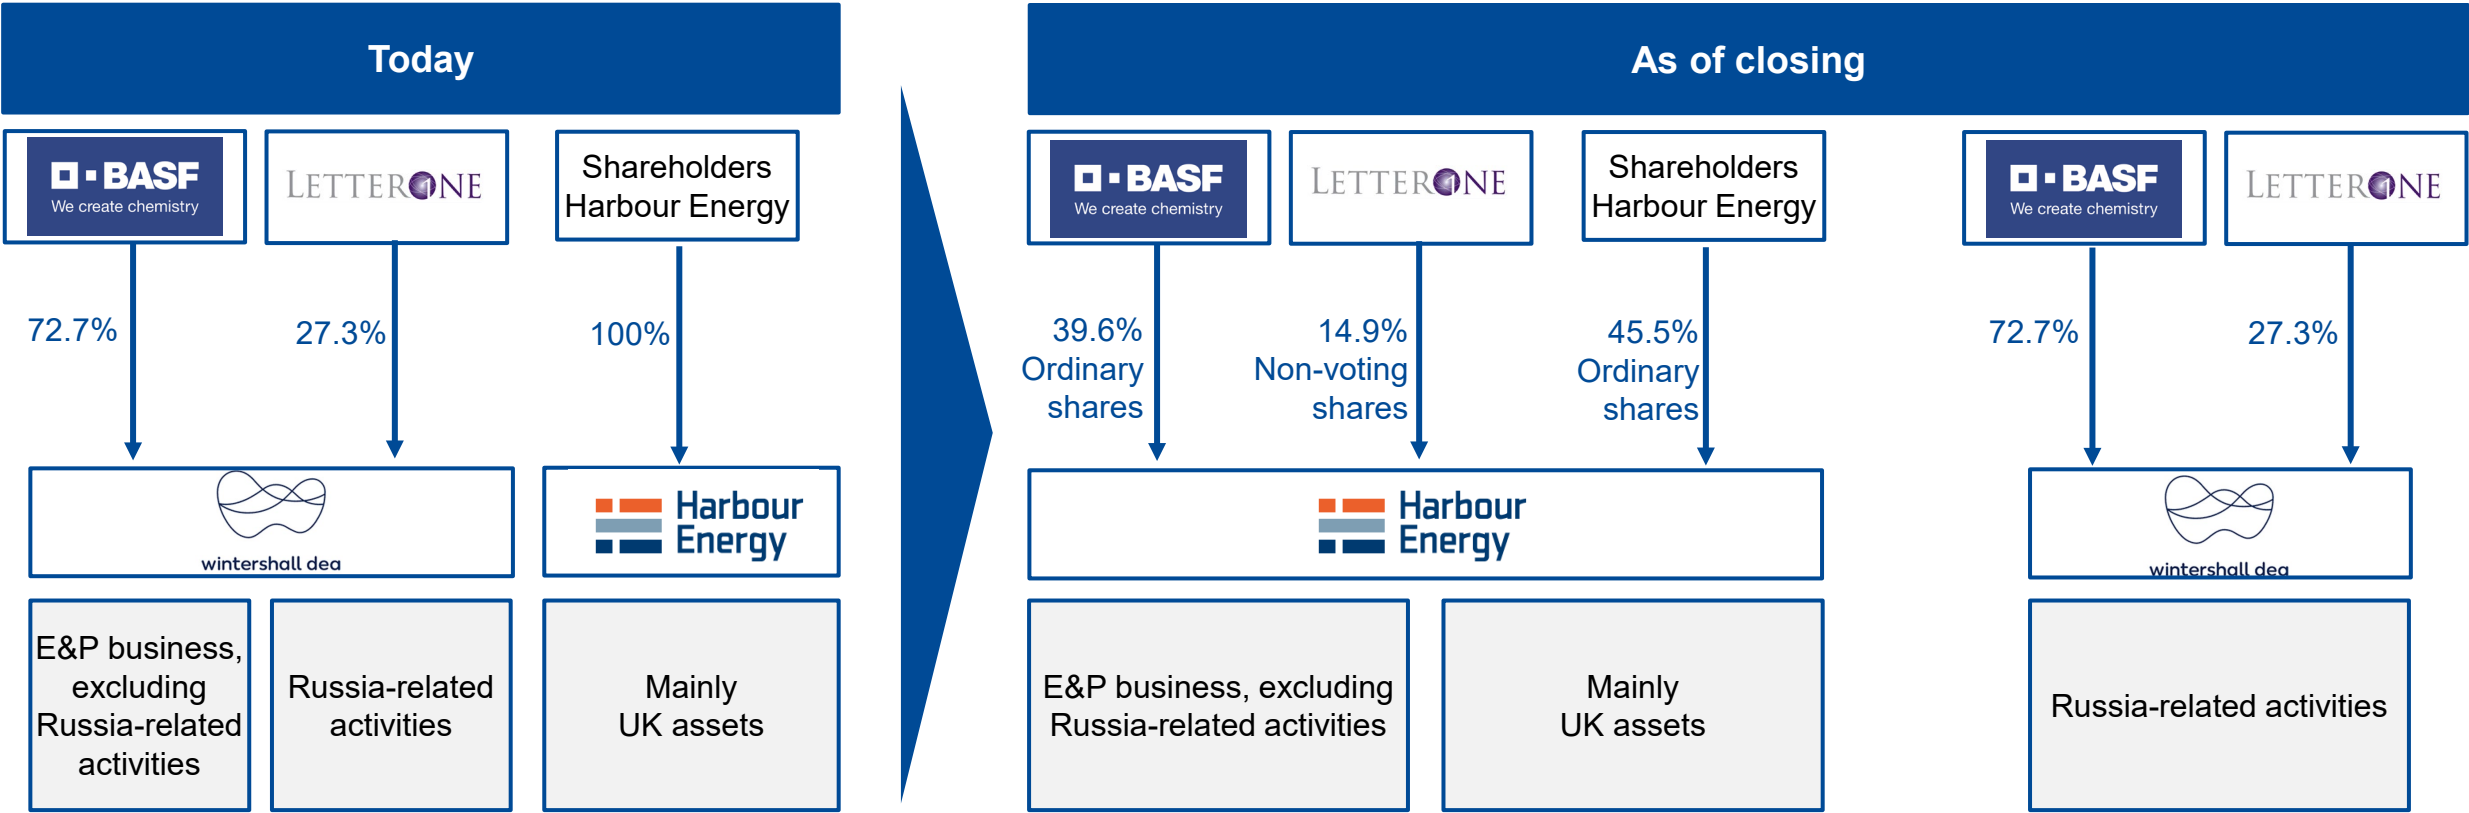 Today
BASF
We create chemistry
LETTERONE
Shareholders
Harbour Energy
72.7%
27.3%
100%
wintershall dea
Harbour
Energy
E&P business,
excluding
Russia-related
activities
Russia-related
activities
Mainly
UK assets
As of closing
BASF
We create chemistry
LETTERONE
Shareholders
Harbour Energy
BASF
We create chemistry
LETTERONE
39.6%
Ordinary
shares
14.9%
Non-voting
shares
45.5%
Ordinary
shares
72.7%
27.3%
Harbour
Energy
wintershall dea
E&P business, excluding
Russia-related activities
Mainly
UK assets
Russia-related activities